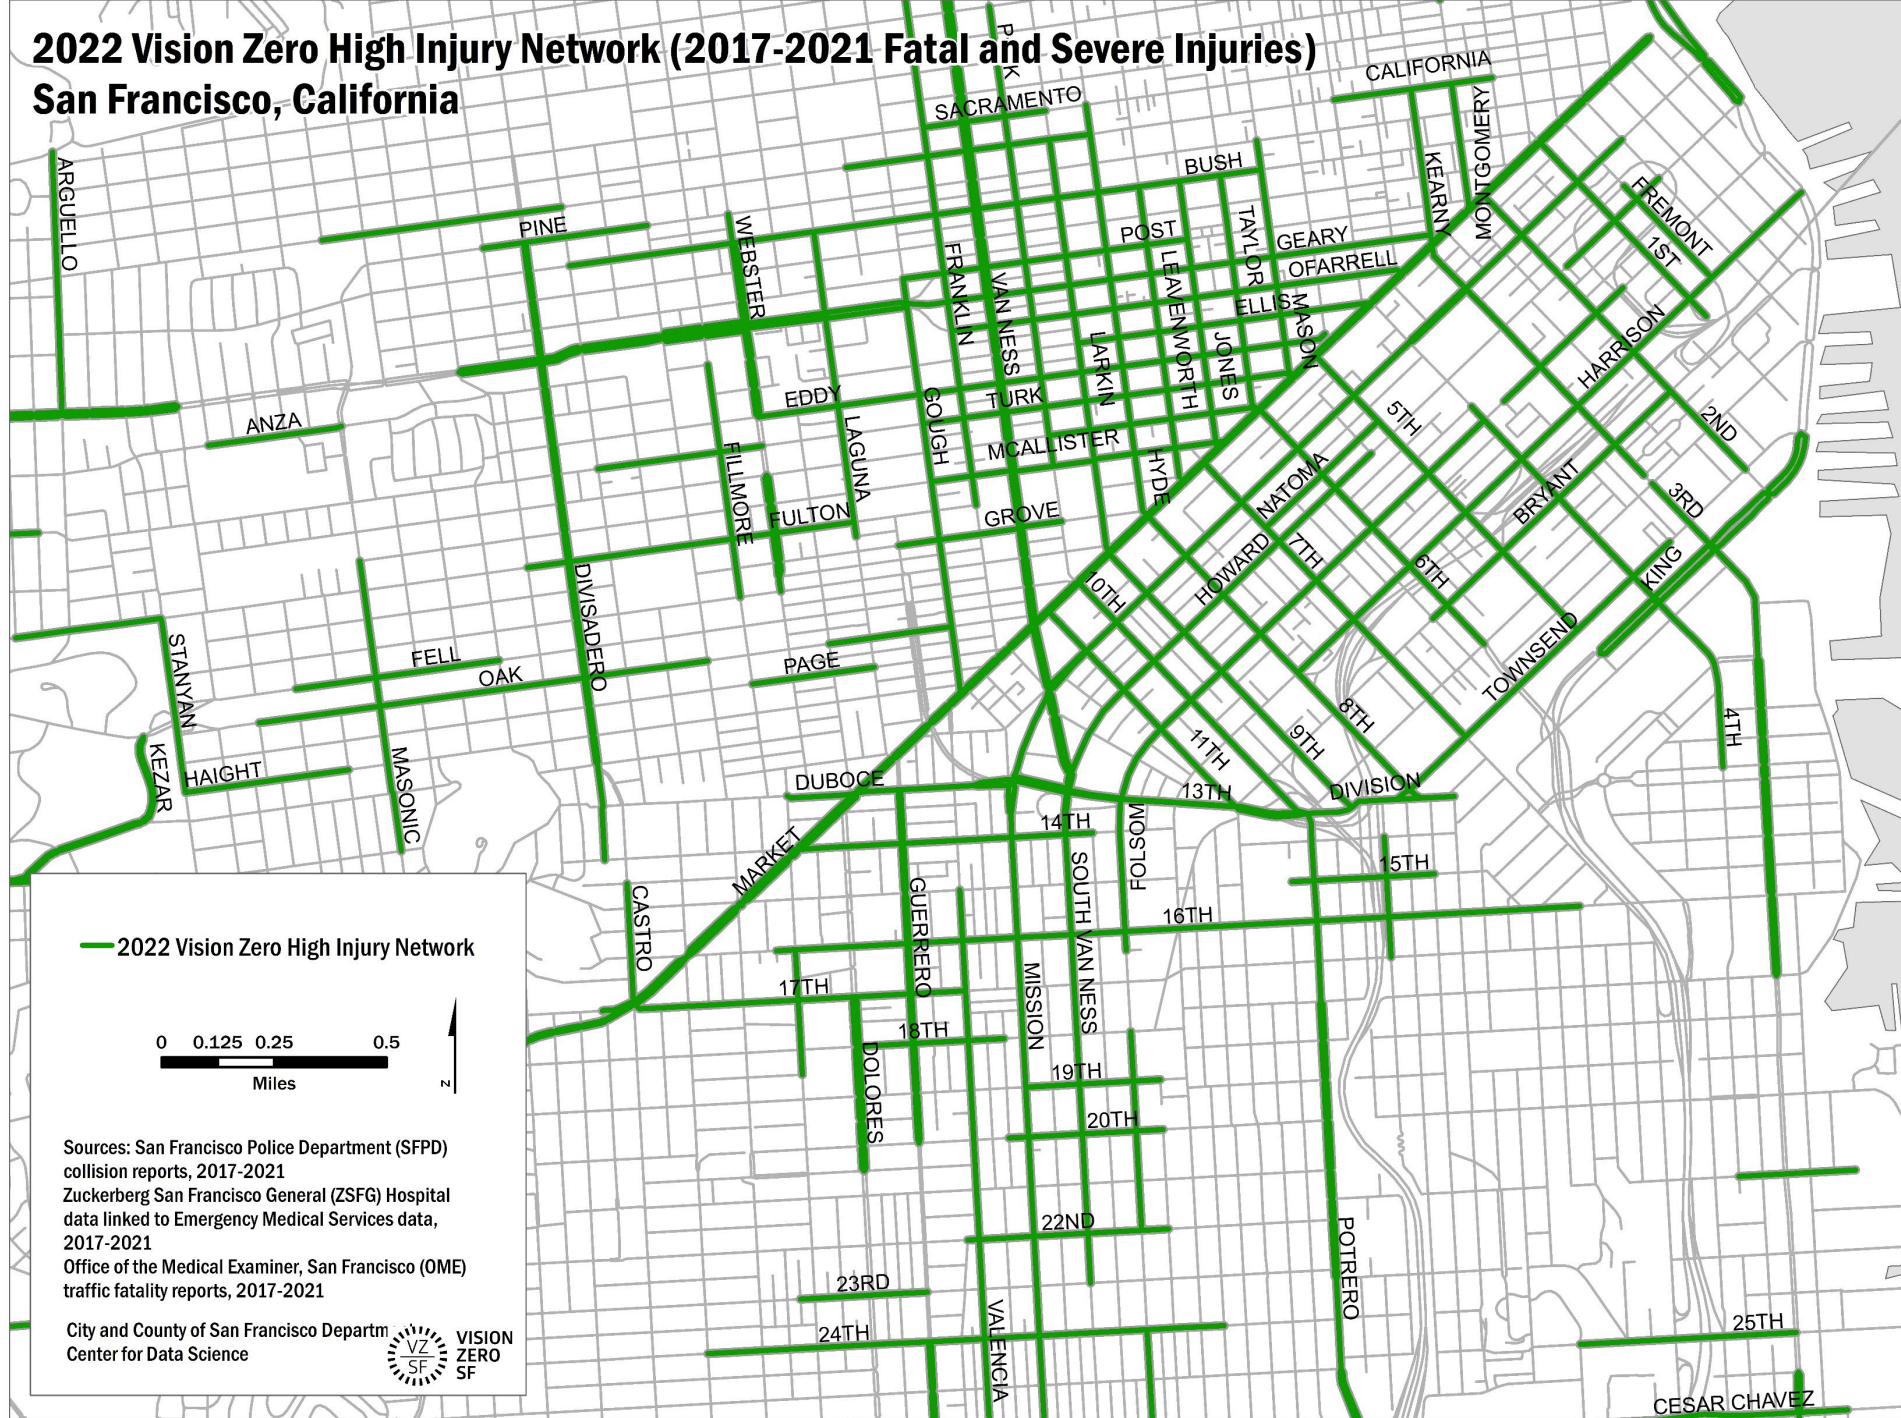 2022 Vision Zero High Injury Network (2017-2021 Fatal and Severe Injuries)
San Francisco, California
CALIFORNIA
SACRAMENTO
MONTGOMERY
KEARNY
BUSH
ARGUELLO
PINE
WEBSTER
POST
TAYLOR
GEARY
OFARRELL
FREMONT
1ST
FRANKLIN
VAN NESS
LEAVENWORTH
ELLIS
MASON
LARKIN
JONES
HARRISON
ANZA
EDDY
TURK
GOUGH
LAGUNA
MCALLISTER
5TH
2ND
FILLMORE
HYDE
NATOMA
BRYANT
3RD
FULTON
GROVE
HOWARD
7TH
6TH
KING
DIVISADERO
10TH
STANYAN
FELL
OAK
PAGE
TOWNSEND
8TH
4TH
KEZAR
HAIGHT
MASONIC
11TH
9TH
DUBOCE
13TH
DIVISION
14TH
FOLSOM
MARKET
15TH
CASTRO
GUERRERO
SOUTH VAN NESS
16TH
17TH
MISSION
18TH
DOLORES
19TH
20TH
22ND
POTRERO
23RD
24TH
VALENCIA
25TH
CESAR CHAVEZ
2022 Vision Zero High Injury Network
0 0.125 0.25 0.5
Miles
z
Sources: San Francisco Police Department (SFPD)
collision reports, 2017-2021
Zuckerberg San Francisco General (ZSFG) Hospital
data linked to Emergency Medical Services data,
2017-2021
Office of the Medical Examiner, San Francisco (OME)
traffic fatality reports, 2017-2021
City and County of San Francisco Departm
Center for Data Science
VZ
SF
VISION
ZERO
SF